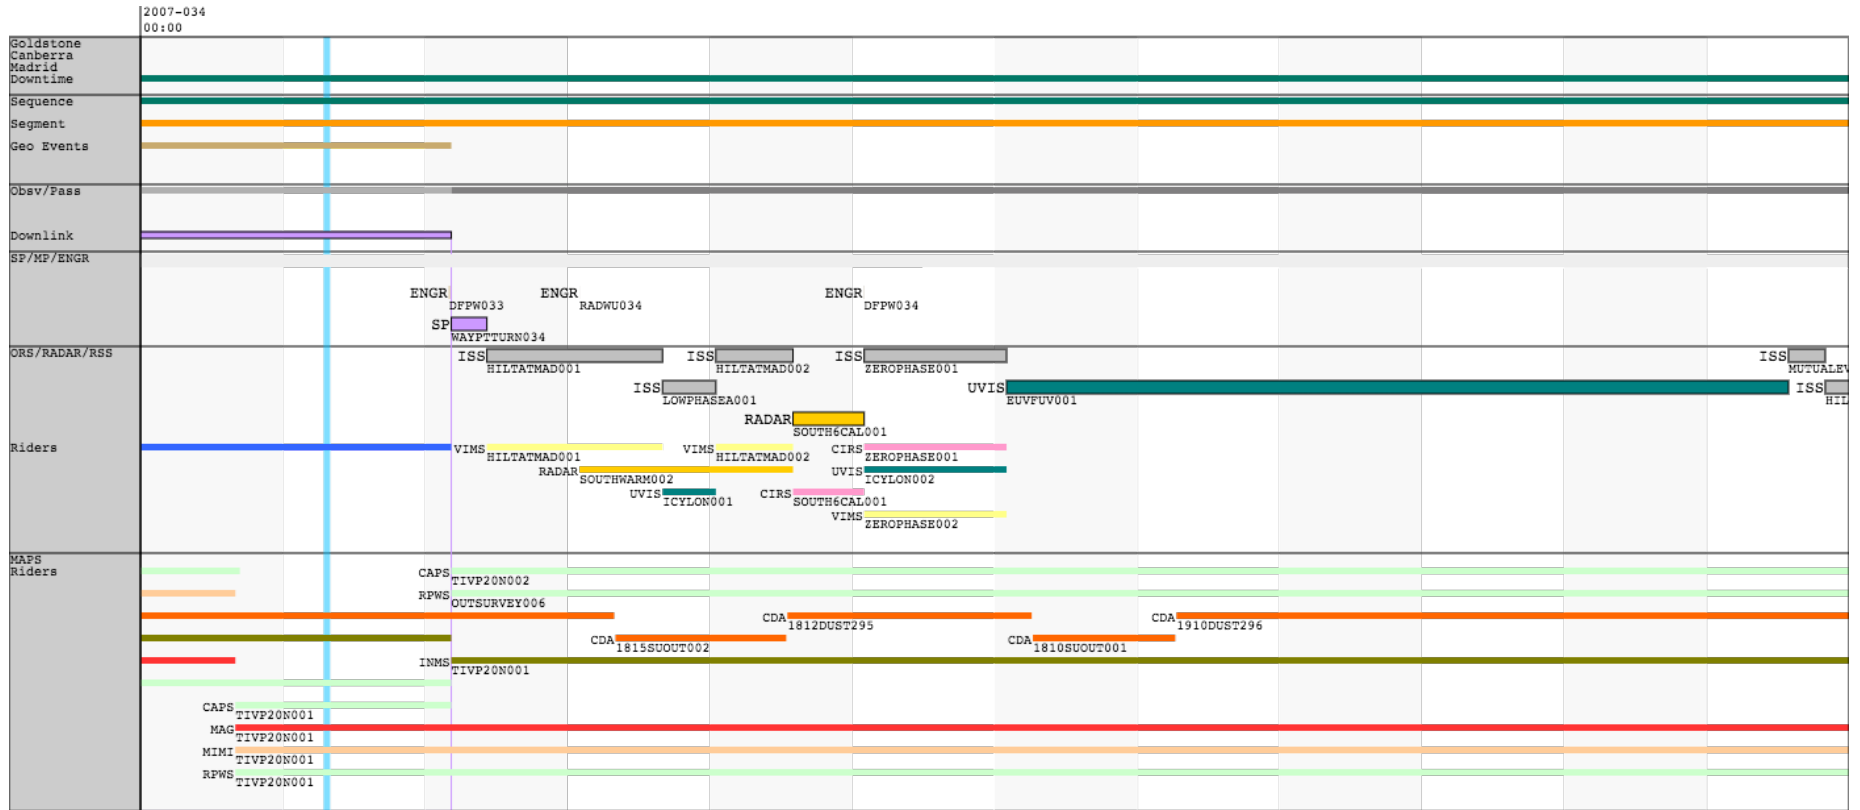 2007-034
00:00
Goldstone
Canberra
Madrid
Downtime
Sequence
Segment
Geo Events
Obsv/Pass
Downlink
SP/MP/ENGR
ENGR ENGR ENGR
DFPW033 RADWU034 DFPW034
SP
WAYPTTURN034
ORS/RADAR/RSS ISS ISS ISS ISS
HILTATMAD001 HILTATMAD002 ZEROPHASE001 MUTUALEV
ISS UVIS ISS
LOWPHASEA001 EUVFUV001 HIL
RADAR
SOUTH6CAL001
Riders VIMS VIMS CIRS
HILTATMAD001 HILTATMAD002 ZEROPHASE001
RADAR UVIS
SOUTHWARM002 ICYLON002
UVIS CIRS
ICYLON001 SOUTH6CAL001
VIMS
ZEROPHASE002
MAPS
Riders CAPS
TIVP20N002
RPWS
OUTSURVEY006
CDA CDA
1812DUST295 1910DUST296
CDA CDA
1815SUOUT002 1810SUOUT001
INMS
TIVP20N001
CAPS
TIVP20N001
MAG
TIVP20N001
MIMI
TIVP20N001
RPWS
TIVP20N001